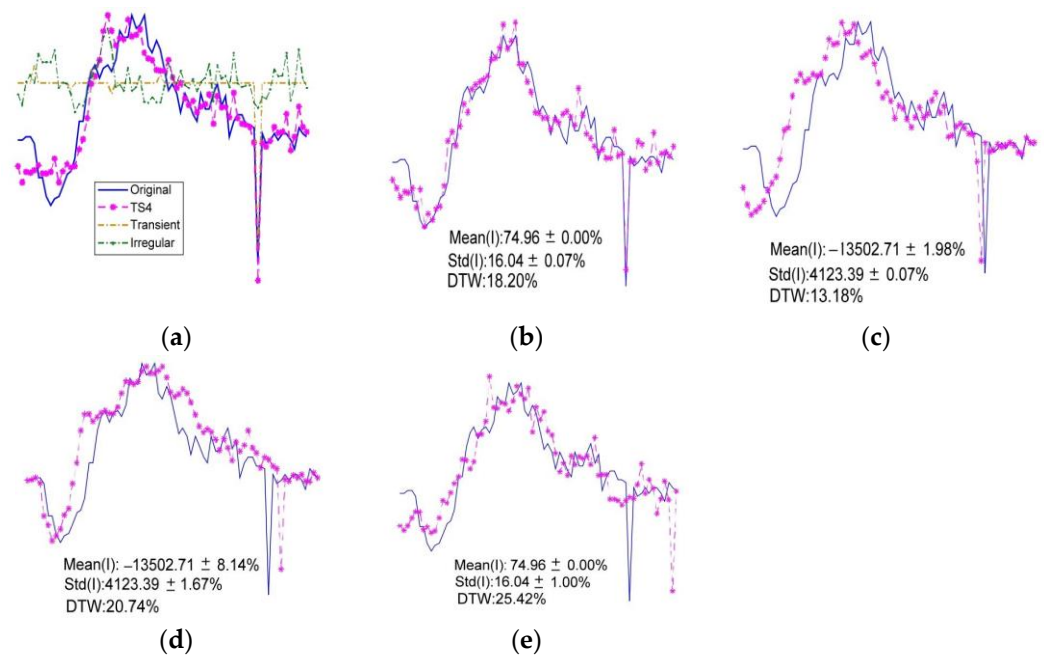 Original
TS4
Transient
Irregular
(a)
Mean(I):74.96 ± 0.00%
Std(I):16.04 ± 0.07%
DTW:18.20%
(b)
Mean(I): −13502.71 ± 1.98%
Std(I):4123.39 ± 0.07%
DTW:13.18%
(c)
Mean(I): −13502.71 ± 8.14%
Std(I):4123.39 ± 1.67%
DTW:20.74%
(d)
Mean(I): 74.96 ± 0.00%
Std(I):16.04 ± 1.00%
DTW:25.42%
(e)